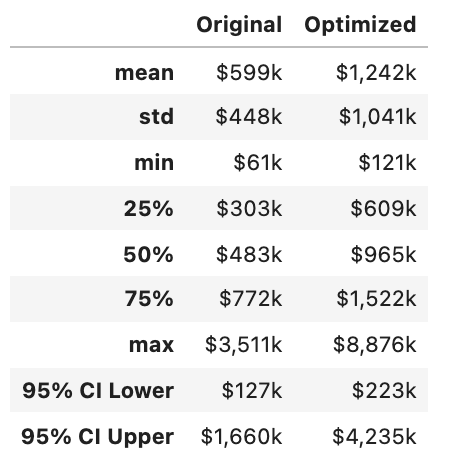 Original Optimized
mean $599k $1,242k
std $448k $1,041k
min $61k $121k
25% $303k $609k
50% $483k $965k
75% $772k $1,522k
max $3,511k $8,876k
95% CI Lower $127k $223k
95% CI Upper $1,660k $4,235k